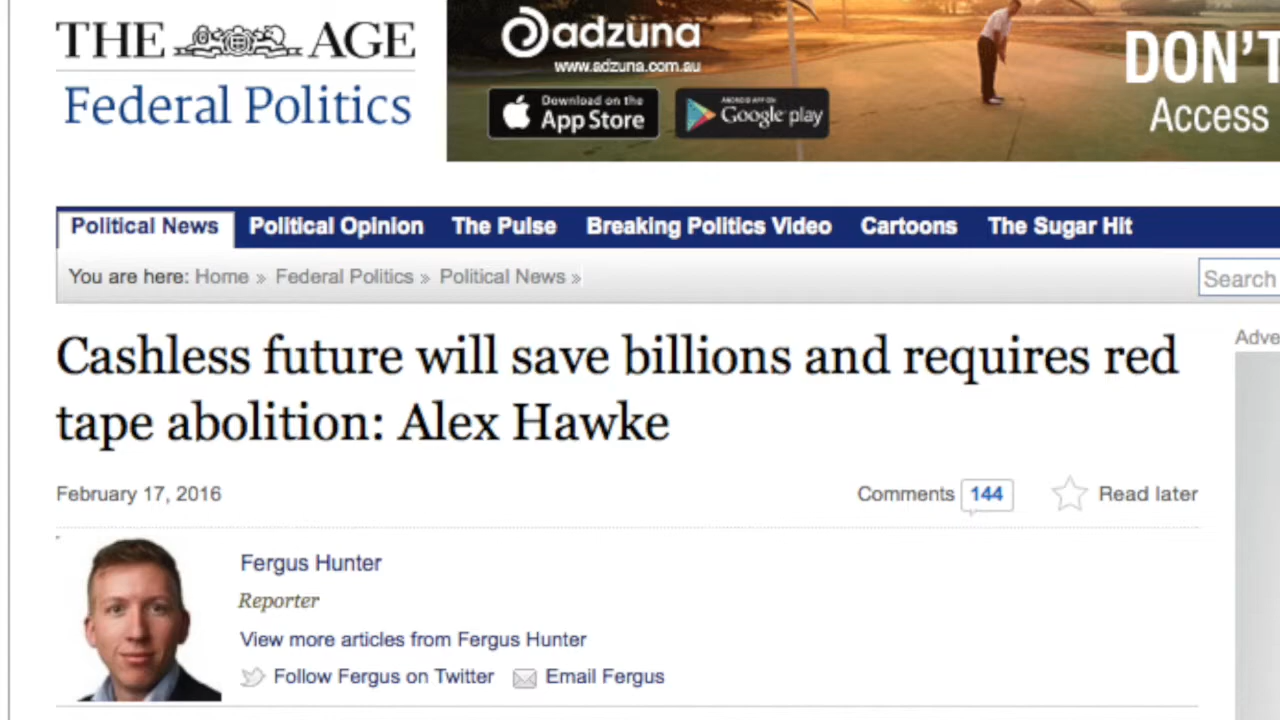 THE AGE
Federal Politics
adzuna
www.adzuna.com.au
Download on the
App Store
ANDROID APP ON
Google play
DON'T
Access
Political News Political Opinion The Pulse Breaking Politics Video Cartoons The Sugar Hit
You are here: Home » Federal Politics » Political News »
Search
Adve
Cashless future will save billions and requires red
tape abolition: Alex Hawke
February 17, 2016
Comments 144 Read later
Fergus Hunter
Reporter
View more articles from Fergus Hunter
Follow Fergus on Twitter Email Fergus